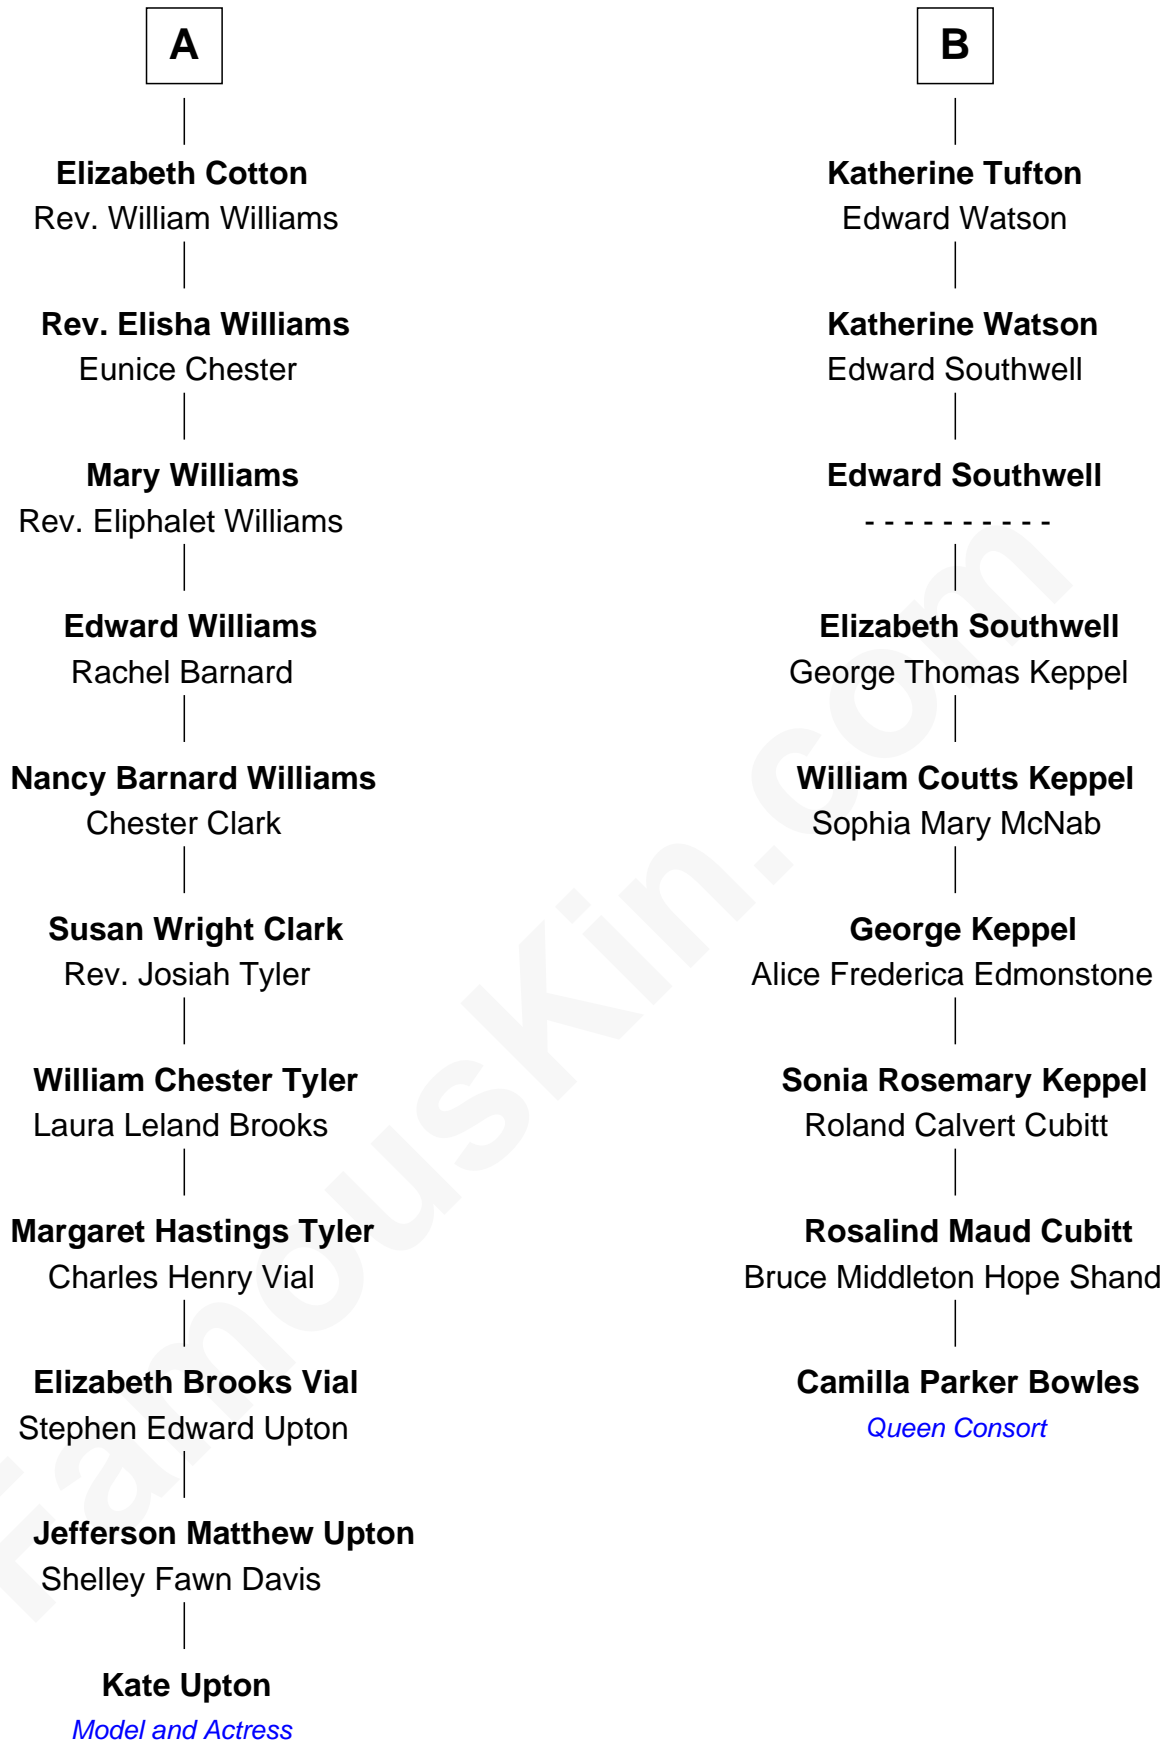 A
Elizabeth Cotton
Rev. William Williams
Rev. Elisha Williams
Eunice Chester
Mary Williams
Rev. Eliphalet Williams
Edward Williams
Rachel Barnard
Nancy Barnard Williams
Chester Clark
Susan Wright Clark
Rev. Josiah Tyler
William Chester Tyler
Laura Leland Brooks
Margaret Hastings Tyler
Charles Henry Vial
Elizabeth Brooks Vial
Stephen Edward Upton
Jefferson Matthew Upton
Shelley Fawn Davis
Kate Upton
Model and Actress
B
Katherine Tufton
Edward Watson
Katherine Watson
Edward Southwell
Edward Southwell
- - - - - - - - - -
Elizabeth Southwell
George Thomas Keppel
William Coutts Keppel
Sophia Mary McNab
George Keppel
Alice Frederica Edmonstone
Sonia Rosemary Keppel
Roland Calvert Cubitt
Rosalind Maud Cubitt
Bruce Middleton Hope Shand
Camilla Parker Bowles
Queen Consort
FamousKin.com